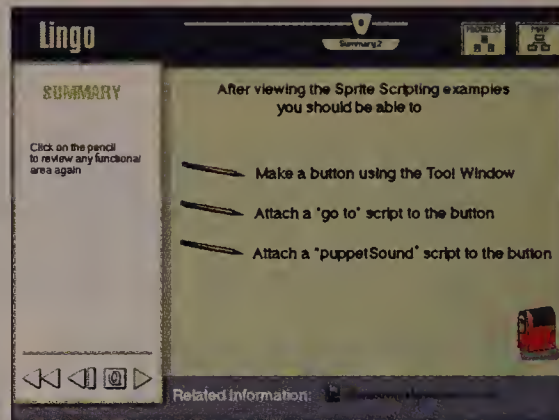 Lingo
Summary2
PROGRESS
MAP
SUMMARY
Click on the pencil
to review any functional
area again
After viewing the Sprite Scripting examples
you should be able to
Make a button using the Tool Window
Attach a "go to" script to the button
Attach a "puppetSound" script to the button
Related Information: